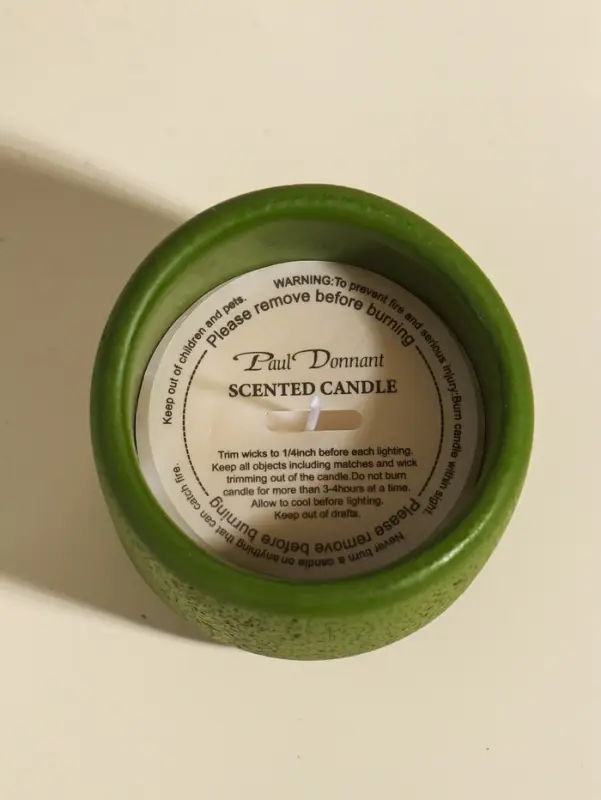 WARNING:To prevent fire and serious injury:Burn candle within sight.
Never burn a candle on anything that can catch fire.
Keep out of children and pets.
Please remove before burning
Paul Donnant
SCENTED CANDLE
Trim wicks to 1/4inch before each lighting.
Keep all objects including matches and wick
trimming out of the candle.Do not burn
candle for more than 3-4hours at a time.
Allow to cool before lighting.
Keep out of drafts.
Please remove before burning